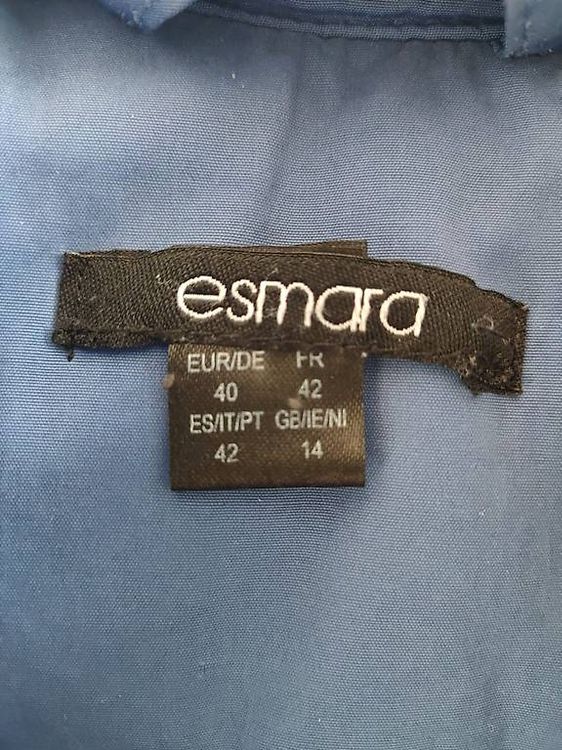 esmara
EUR/DE FR
40 42
ES/IT/PT GB/IE/NI
42 14